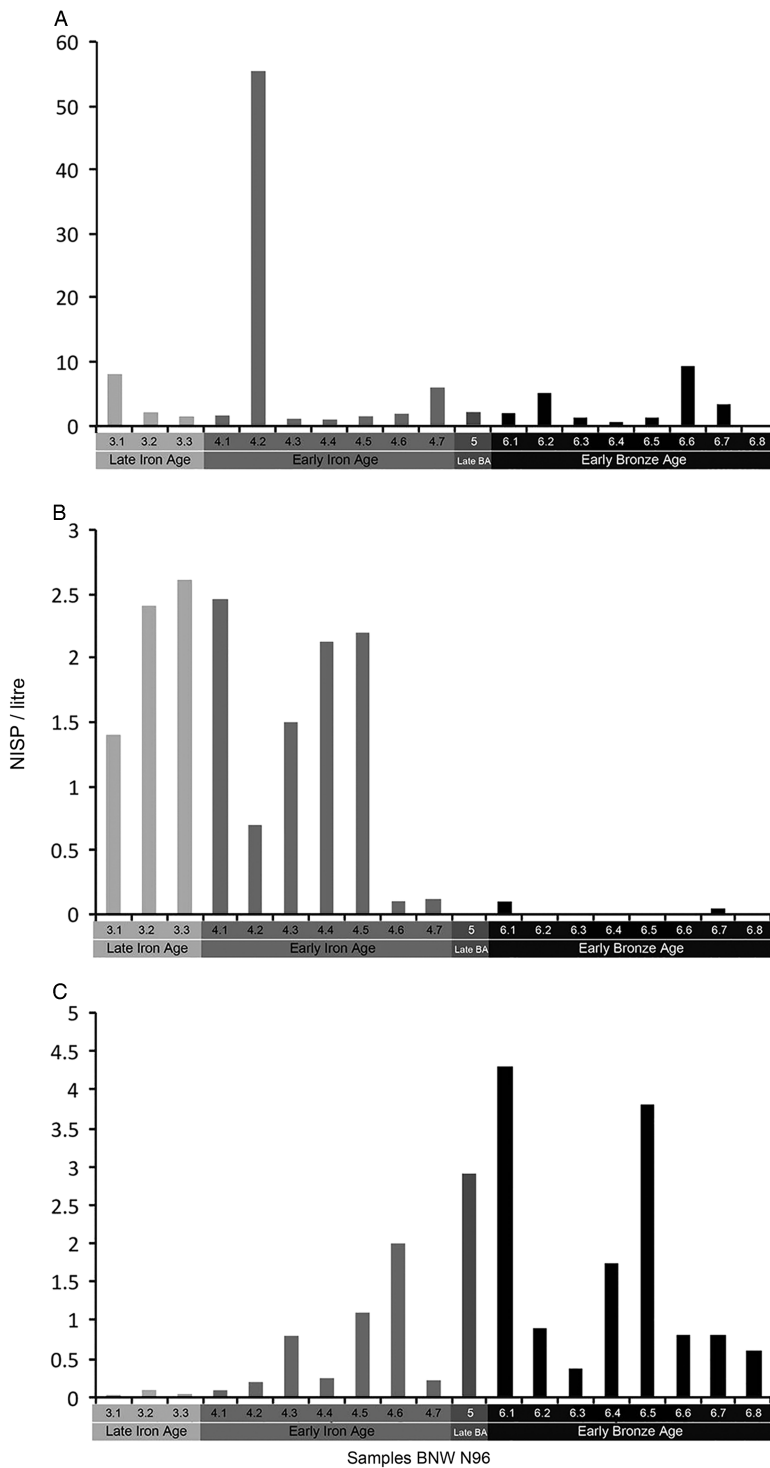 A
60
50
40
30
20
10
0
3.1 3.2 3.3 4.1 4.2 4.3 4.4 4.5 4.6 4.7 5 6.1 6.2 6.3 6.4 6.5 6.6 6.7 6.8
Late Iron Age Early Iron Age Late BA Early Bronze Age
B
3
2.5
2
1.5
1
0.5
0
3.1 3.2 3.3 4.1 4.2 4.3 4.4 4.5 4.6 4.7 5 6.1 6.2 6.3 6.4 6.5 6.6 6.7 6.8
Late Iron Age Early Iron Age Late BA Early Bronze Age
NISP / litre
C
5
4.5
4
3.5
3
2.5
2
1.5
1
0.5
0
3.1 3.2 3.3 4.1 4.2 4.3 4.4 4.5 4.6 4.7 5 6.1 6.2 6.3 6.4 6.5 6.6 6.7 6.8
Late Iron Age Early Iron Age Late BA Early Bronze Age
Samples BNW N96